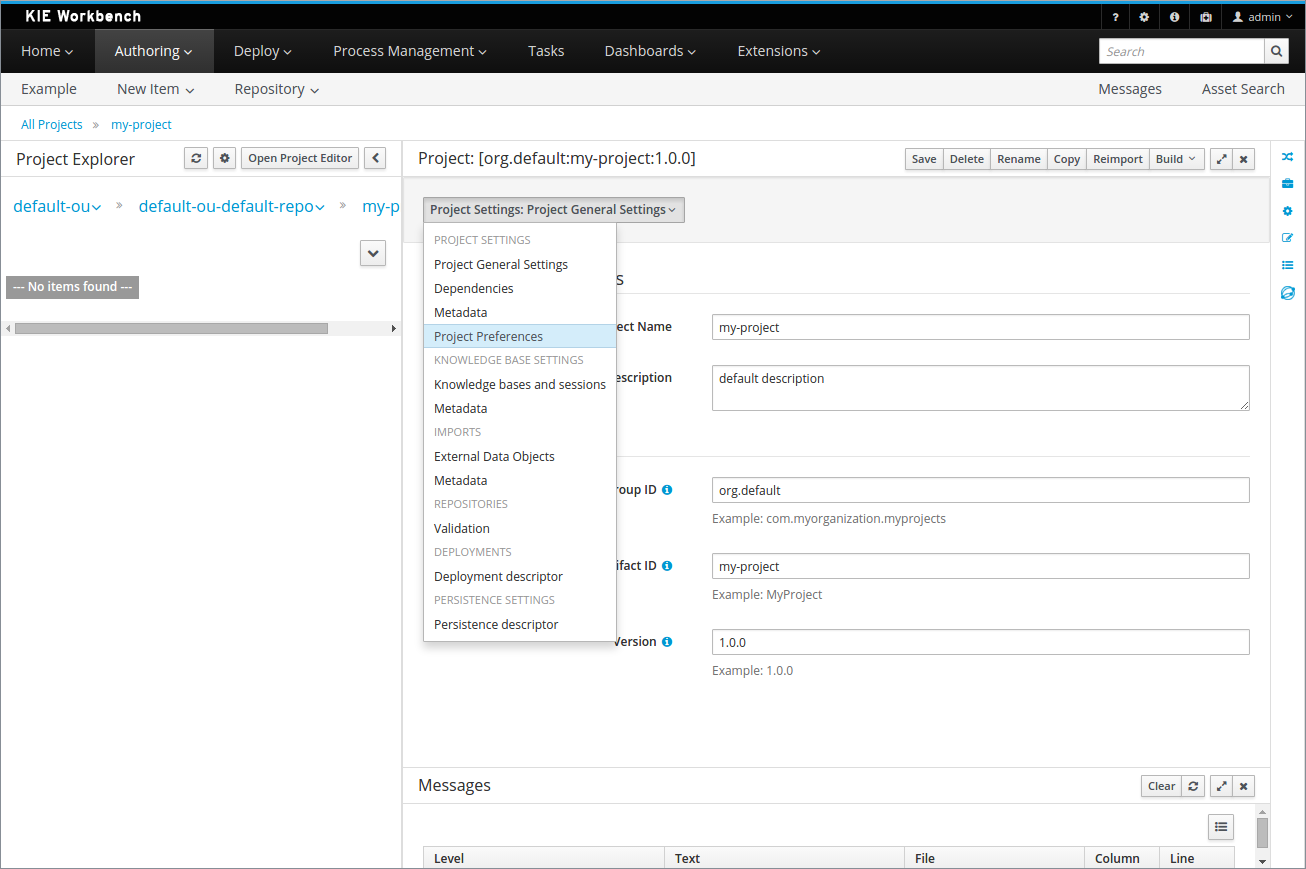 KIE Workbench
? admin
Home Authoring Deploy Process Management Tasks Dashboards Extensions Search
Example New Item Repository Messages Asset Search
All Projects » my-project
Project Explorer Open Project Editor
default-ou » default-ou-default-repo » my-p
--- No items found ---
Project: [org.default:my-project:1.0.0] Save Delete Rename Copy Reimport Build
Project Settings: Project General Settings
PROJECT SETTINGS
Project General Settings
Dependencies
Metadata
Project Preferences
KNOWLEDGE BASE SETTINGS
Knowledge bases and sessions
Metadata
IMPORTS
External Data Objects
Metadata
REPOSITORIES
Validation
DEPLOYMENTS
Deployment descriptor
PERSISTENCE SETTINGS
Persistence descriptor
s
ect Name my-project
escription default description
roup ID org.default
Example: com.myorganization.myprojects
ifact ID my-project
Example: MyProject
Version 1.0.0
Example: 1.0.0
Messages Clear
Level Text File Column Line